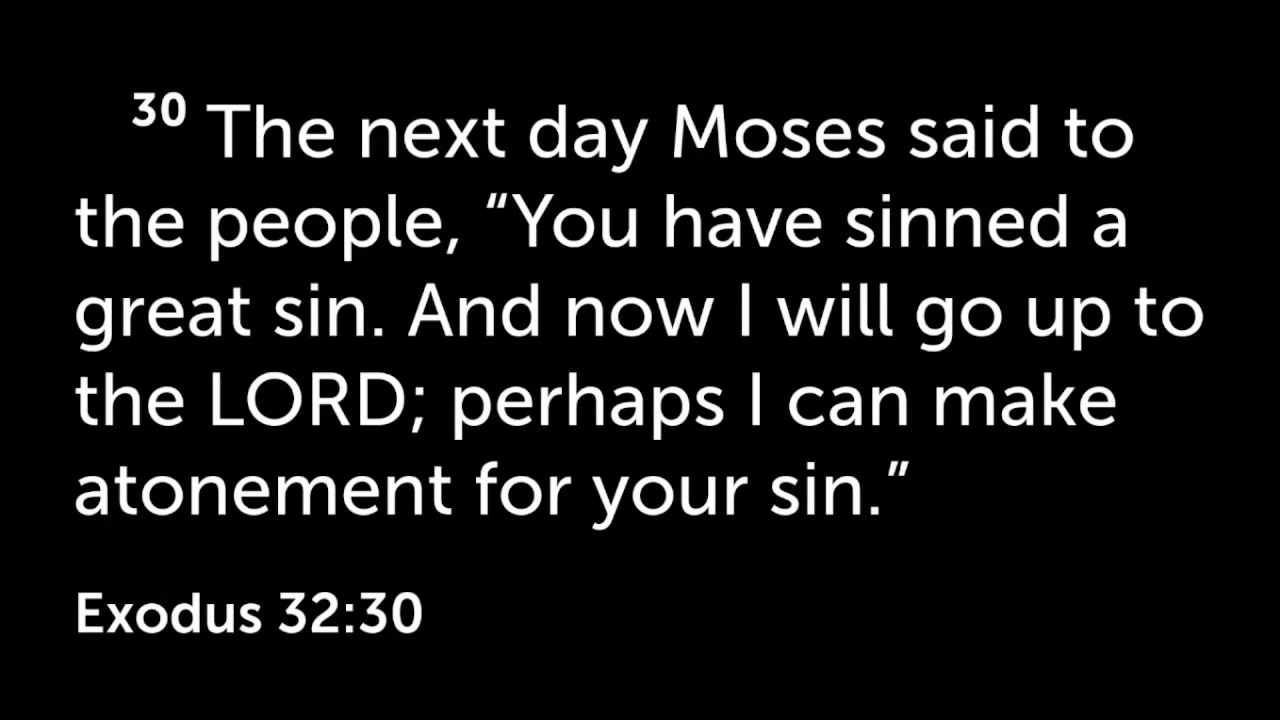 30 The next day Moses said to
the people, “You have sinned a
great sin. And now I will go up to
the LORD; perhaps I can make
atonement for your sin.”
Exodus 32:30